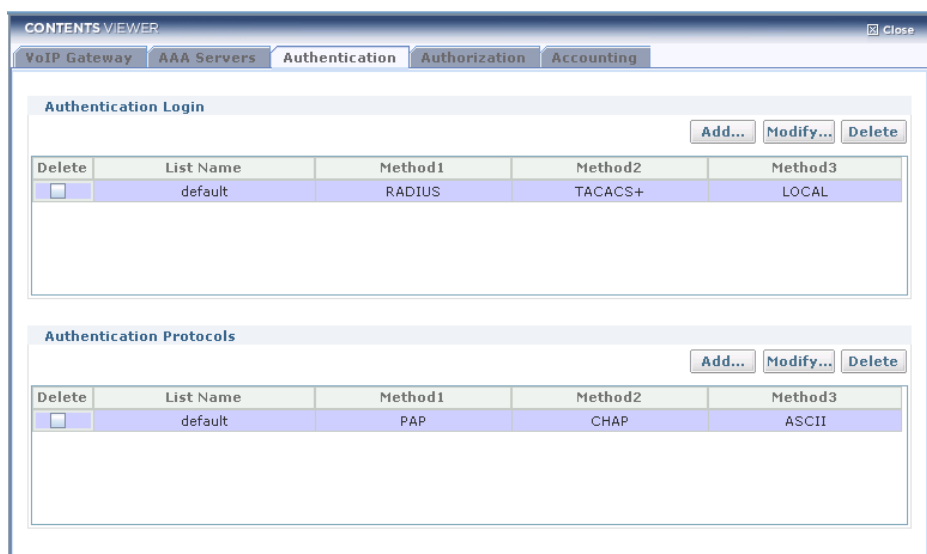 CONTENTS VIEWER
Close
VoIP Gateway AAA Servers Authentication Authorization Accounting
Authentication Login
Add... Modify... Delete
Delete List Name Method1 Method2 Method3
default RADIUS TACACS+ LOCAL
Authentication Protocols
Add... Modify... Delete
Delete List Name Method1 Method2 Method3
default PAP CHAP ASCII